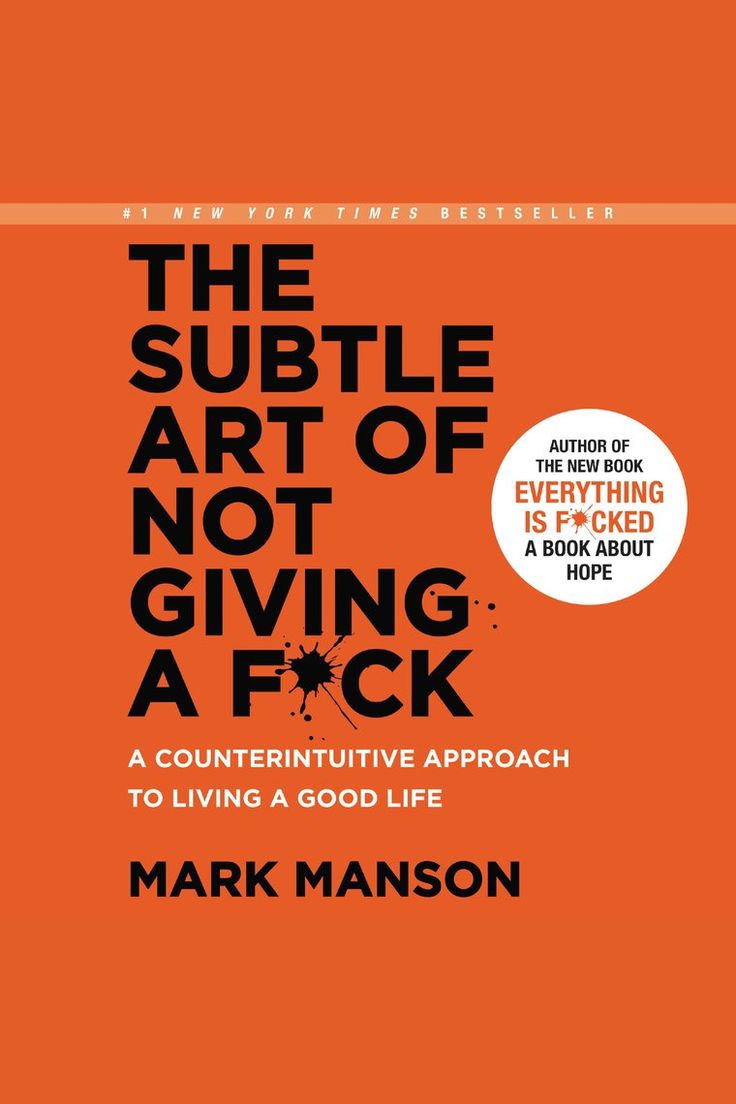 #1 NEW YORK TIMES BESTSELLER
THE
SUBTLE
ART OF
NOT
GIVING
A F*CK
AUTHOR OF
THE NEW BOOK
EVERYTHING
IS F*CKED
A BOOK ABOUT
HOPE
A COUNTERINTUITIVE APPROACH
TO LIVING A GOOD LIFE
MARK MANSON